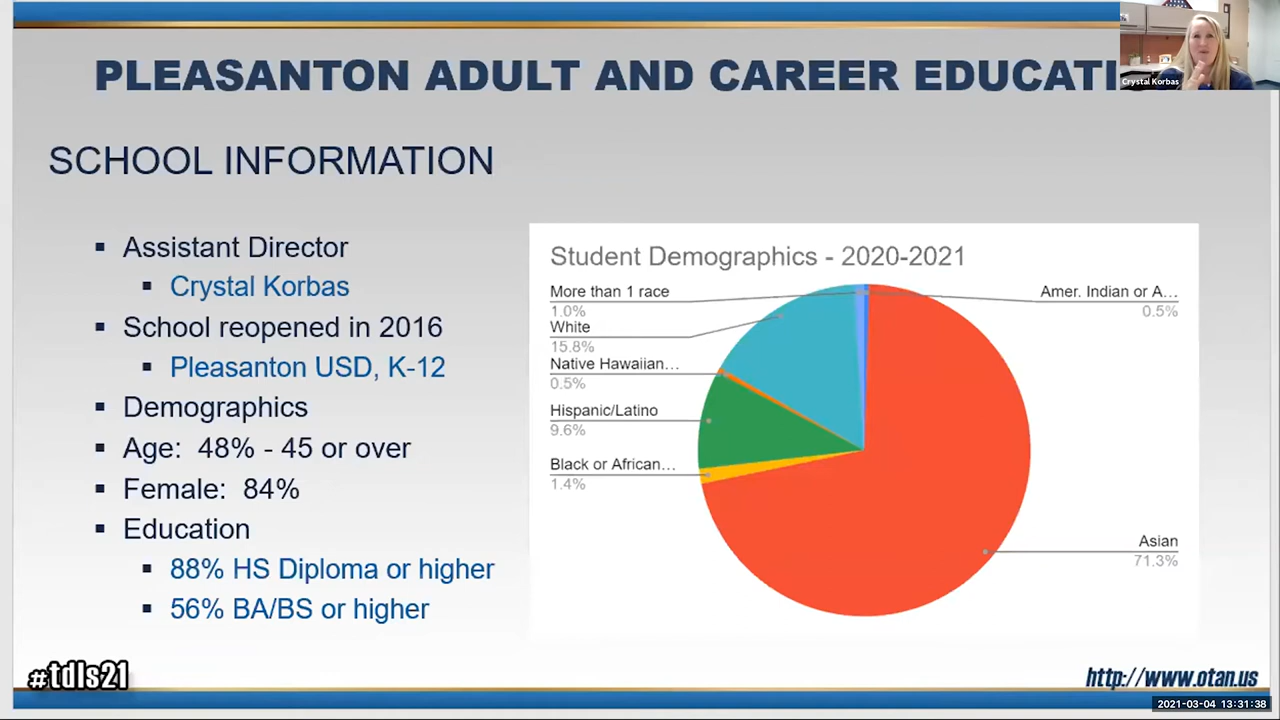 PLEASANTON ADULT AND CAREER EDUCATI
Crystal Korbas
SCHOOL INFORMATION
▪ Assistant Director
▪ Crystal Korbas
▪ School reopened in 2016
▪ Pleasanton USD, K-12
▪ Demographics
▪ Age: 48% - 45 or over
▪ Female: 84%
▪ Education
▪ 88% HS Diploma or higher
▪ 56% BA/BS or higher
Student Demographics - 2020-2021
More than 1 race
1.0%
White
15.8%
Native Hawaiian…
0.5%
Hispanic/Latino
9.6%
Black or African…
1.4%
Amer. Indian or A…
0.5%
Asian
71.3%
#tdls21
http://www.otan.us
2021-03-04 13:31:38